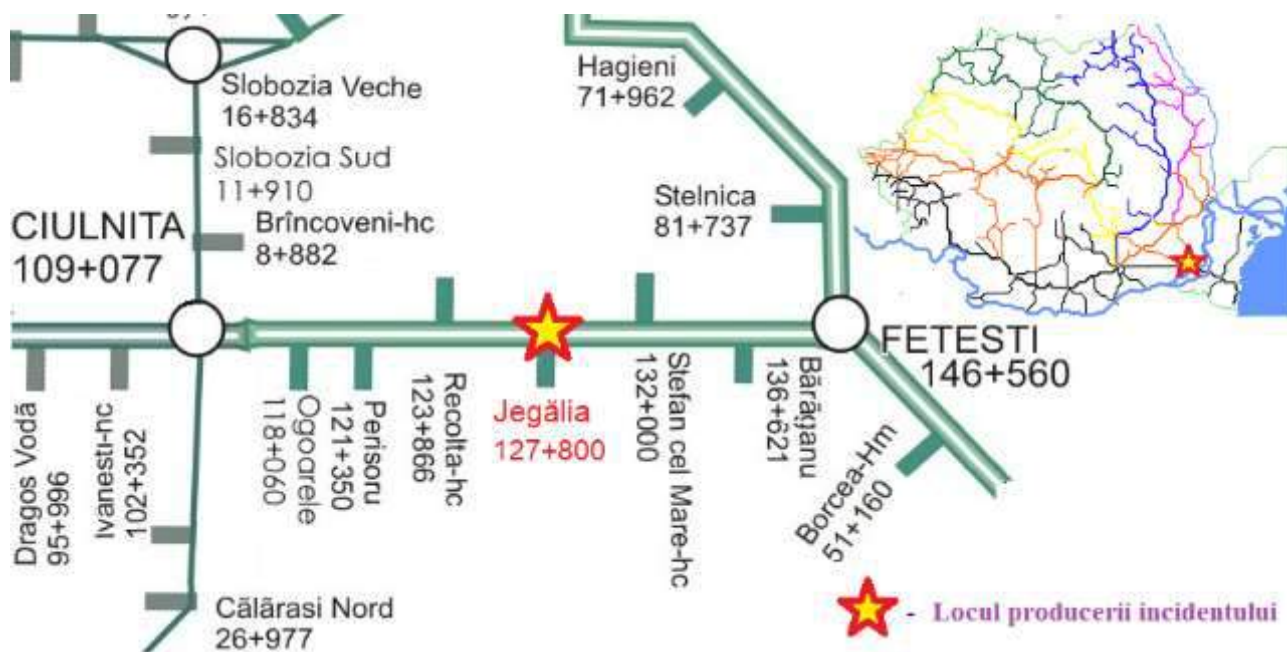 Slobozia Veche
16+834
Slobozia Sud
11+910
Brîncoveni-hc
8+882
CIULNITA
109+077
Hagieni
71+962
Stelnica
81+737
FETESTI
146+560
Dragos Vodă
95+996
Ivanesti-hc
102+352
Ogoarele
118+060
Perisoru
121+350
Recolta-hc
123+866
Jegălia
127+800
Stefan cel Mare-hc
132+000
Bărăganu
136+621
Borcea-Hm
51+160
Călărasi Nord
26+977
- Locul producerii incidentului